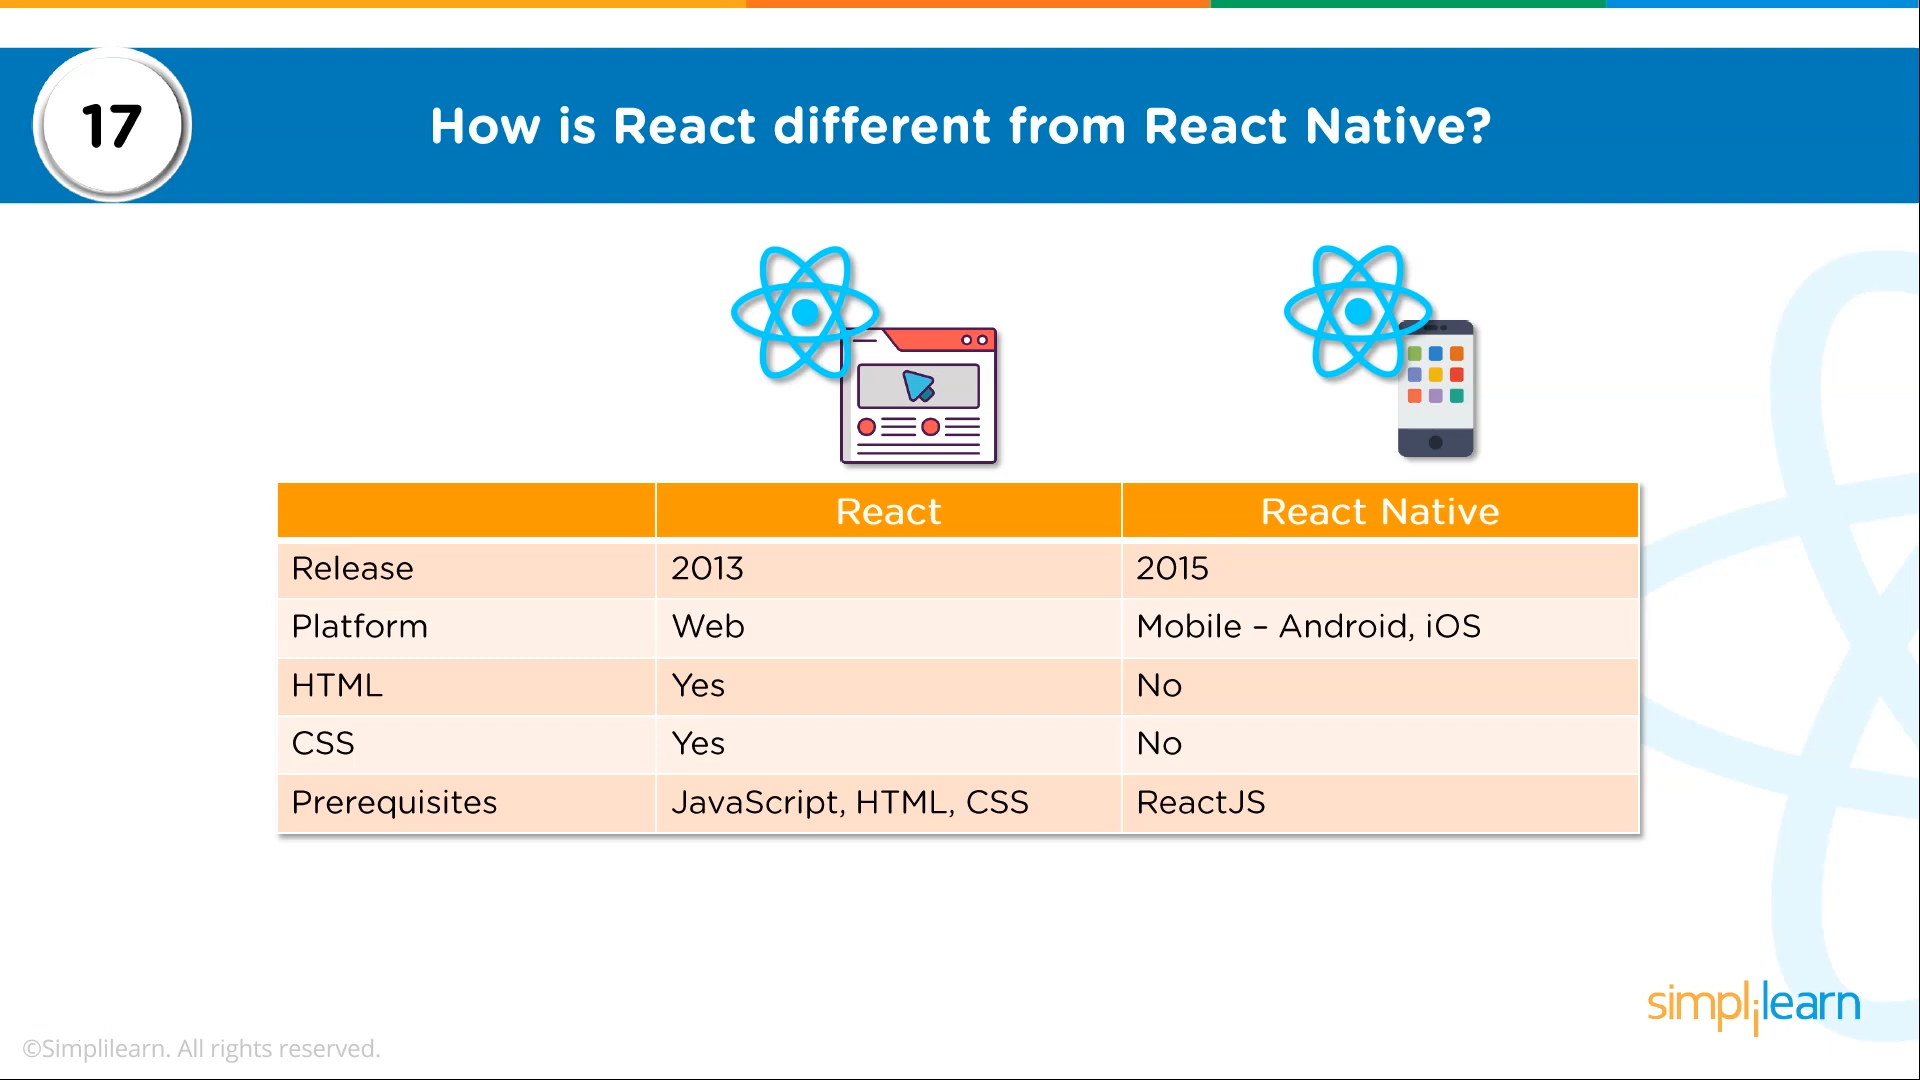 17
How is React different from React Native?
React React Native
Release 2013 2015
Platform Web Mobile – Android, iOS
HTML Yes No
CSS Yes No
Prerequisites JavaScript, HTML, CSS ReactJS
simplilearn
©Simplilearn. All rights reserved.